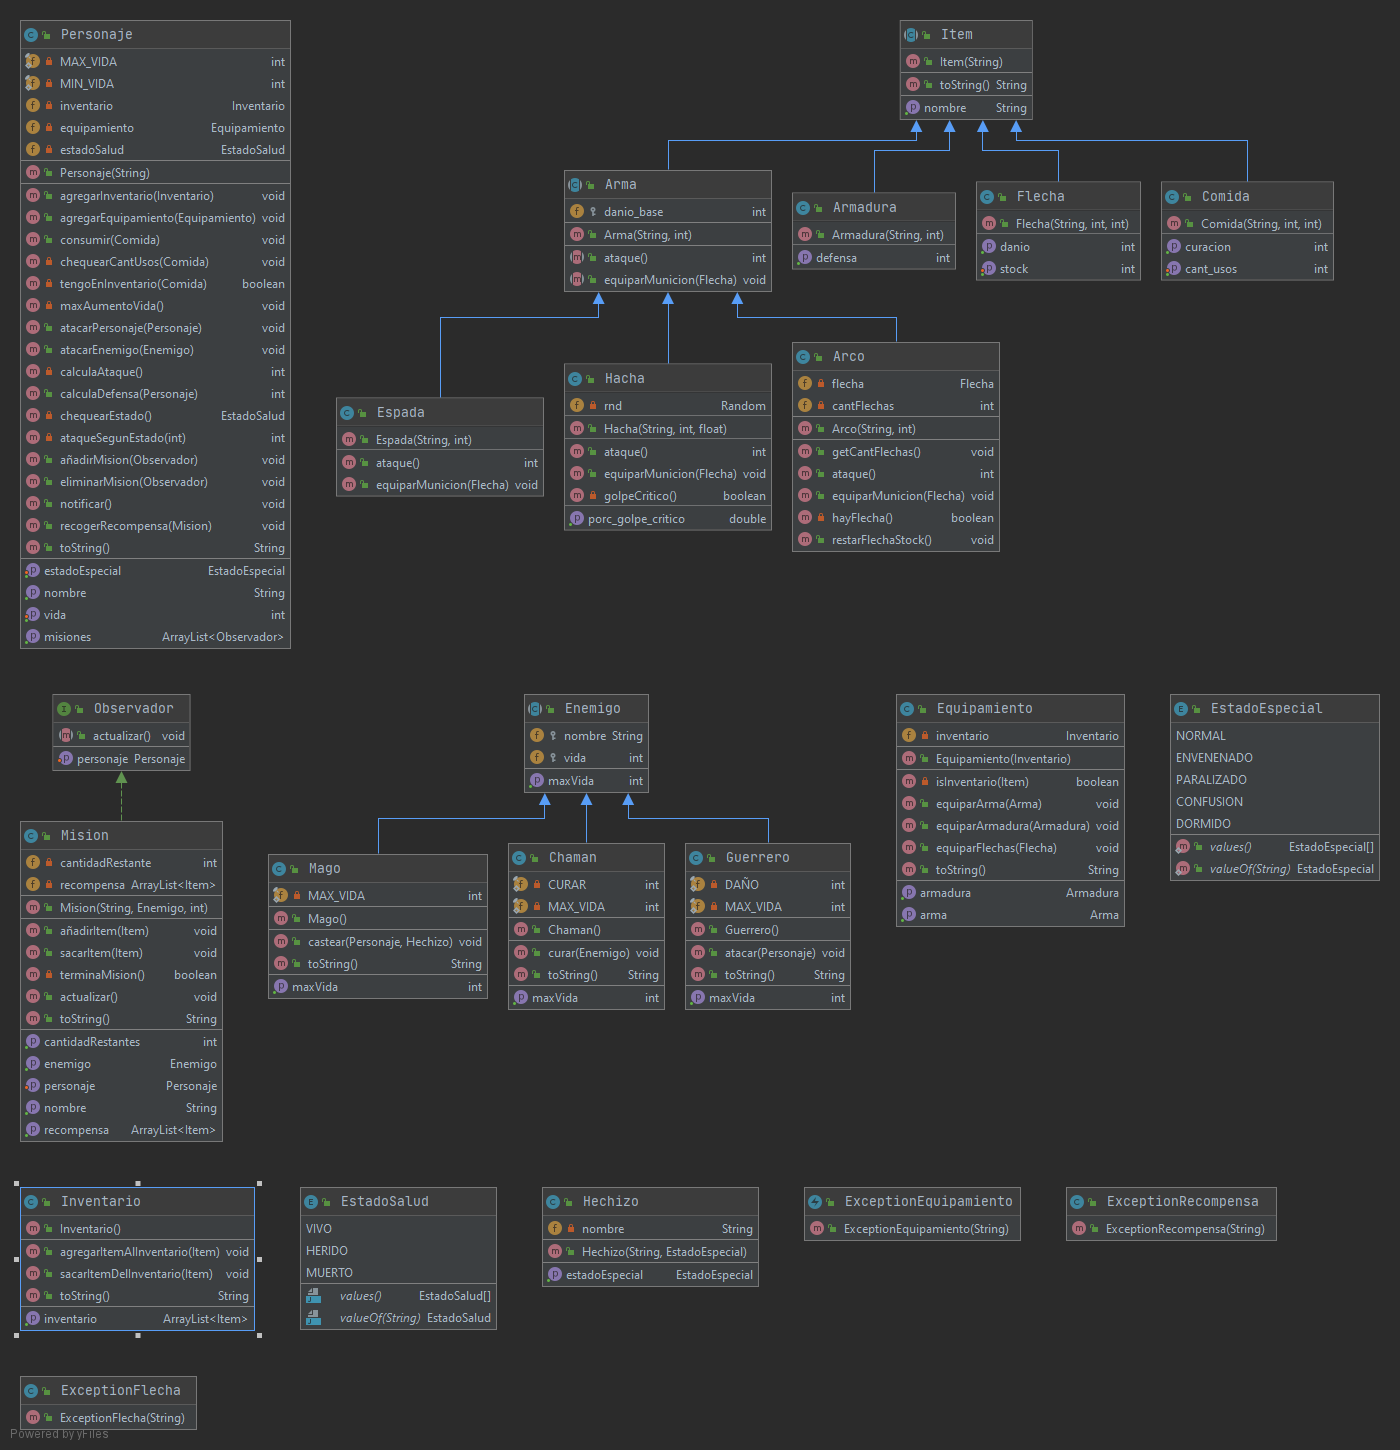 Personaje
MAX_VIDA int
MIN_VIDA int
inventario Inventario
equipamiento Equipamiento
estadoSalud EstadoSalud
Personaje(String)
agregarInventario(Inventario) void
agregarEquipamiento(Equipamiento) void
consumir(Comida) void
chequearCantUsos(Comida) void
tengoEnInventario(Comida) boolean
maxAumentoVida() void
atacarPersonaje(Personaje) void
atacarEnemigo(Enemigo) void
calculaAtaque() int
calculaDefensa(Personaje) int
chequearEstado() EstadoSalud
ataqueSegunEstado(int) int
añadirMision(Observador) void
eliminarMision(Observador) void
notificar() void
recogerRecompensa(Mision) void
toString() String
estadoEspecial EstadoEspecial
nombre String
vida int
misiones ArrayList<Observador>
Item
Item(String)
toString() String
nombre String
Arma
danio_base int
Arma(String, int)
ataque() int
equiparMunicion(Flecha) void
Armadura
Armadura(String, int)
defensa int
Flecha
Flecha(String, int, int)
danio int
stock int
Comida
Comida(String, int, int)
curacion int
cant_usos int
Espada
Espada(String, int)
ataque() int
equiparMunicion(Flecha) void
Hacha
rnd Random
Hacha(String, int, float)
ataque() int
equiparMunicion(Flecha) void
golpeCritico() boolean
porc_golpe_critico double
Arco
flecha Flecha
cantFlechas int
Arco(String, int)
getCantFlechas() void
ataque() int
equiparMunicion(Flecha) void
hayFlecha() boolean
restarFlechaStock() void
Observador
actualizar() void
personaje Personaje
Mision
cantidadRestante int
recompensa ArrayList<Item>
Mision(String, Enemigo, int)
añadirItem(Item) void
sacarItem(Item) void
terminaMision() boolean
actualizar() void
toString() String
cantidadRestantes int
enemigo Enemigo
personaje Personaje
nombre String
recompensa ArrayList<Item>
Enemigo
nombre String
vida int
maxVida int
Mago
MAX_VIDA int
Mago()
castear(Personaje, Hechizo) void
toString() String
maxVida int
Chaman
CURAR int
MAX_VIDA int
Chaman()
curar(Enemigo) void
toString() String
maxVida int
Guerrero
DAÑO int
MAX_VIDA int
Guerrero()
atacar(Personaje) void
toString() String
maxVida int
Equipamiento
inventario Inventario
Equipamiento(Inventario)
isInventario(Item) boolean
equiparArma(Arma) void
equiparArmadura(Armadura) void
equiparFlechas(Flecha) void
toString() String
armadura Armadura
arma Arma
EstadoEspecial
NORMAL
ENVENENADO
PARALIZADO
CONFUSION
DORMIDO
values() EstadoEspecial[]
valueOf(String) EstadoEspecial
Inventario
Inventario()
agregarItemAlInventario(Item) void
sacarItemDelInventario(Item) void
toString() String
inventario ArrayList<Item>
EstadoSalud
VIVO
HERIDO
MUERTO
values() EstadoSalud[]
valueOf(String) EstadoSalud
Hechizo
nombre String
Hechizo(String, EstadoEspecial)
estadoEspecial EstadoEspecial
ExceptionEquipamiento
ExceptionEquipamiento(String)
ExceptionRecompensa
ExceptionRecompensa(String)
ExceptionFlecha
ExceptionFlecha(String)
Powered by yFiles